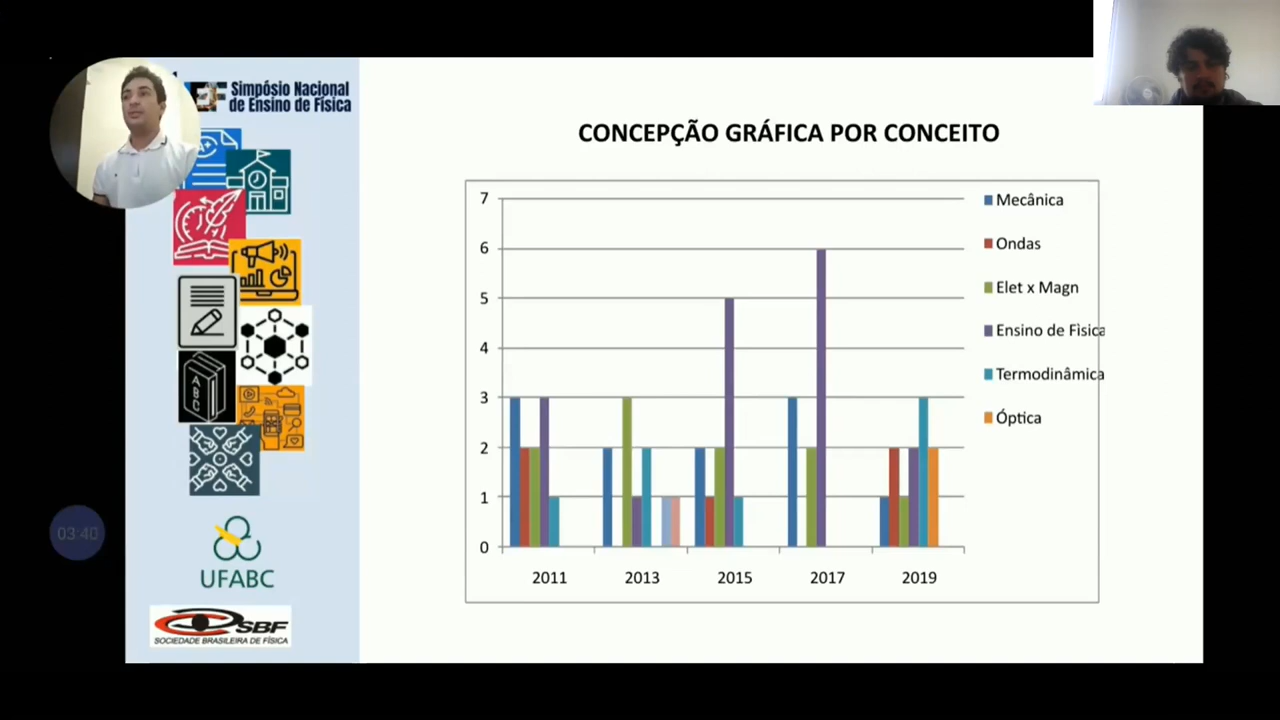 Simpósio Nacional
de Ensino de Física
A+
ABC
03:40
UFABC
SBF
SOCIEDADE BRASILEIRA DE FÍSICA
CONCEPÇÃO GRÁFICA POR CONCEITO
7
6
5
4
3
2
1
0
2011 2013 2015 2017 2019
Mecânica
Ondas
Elet x Magn
Ensino de Fìsica
Termodinâmica
Óptica